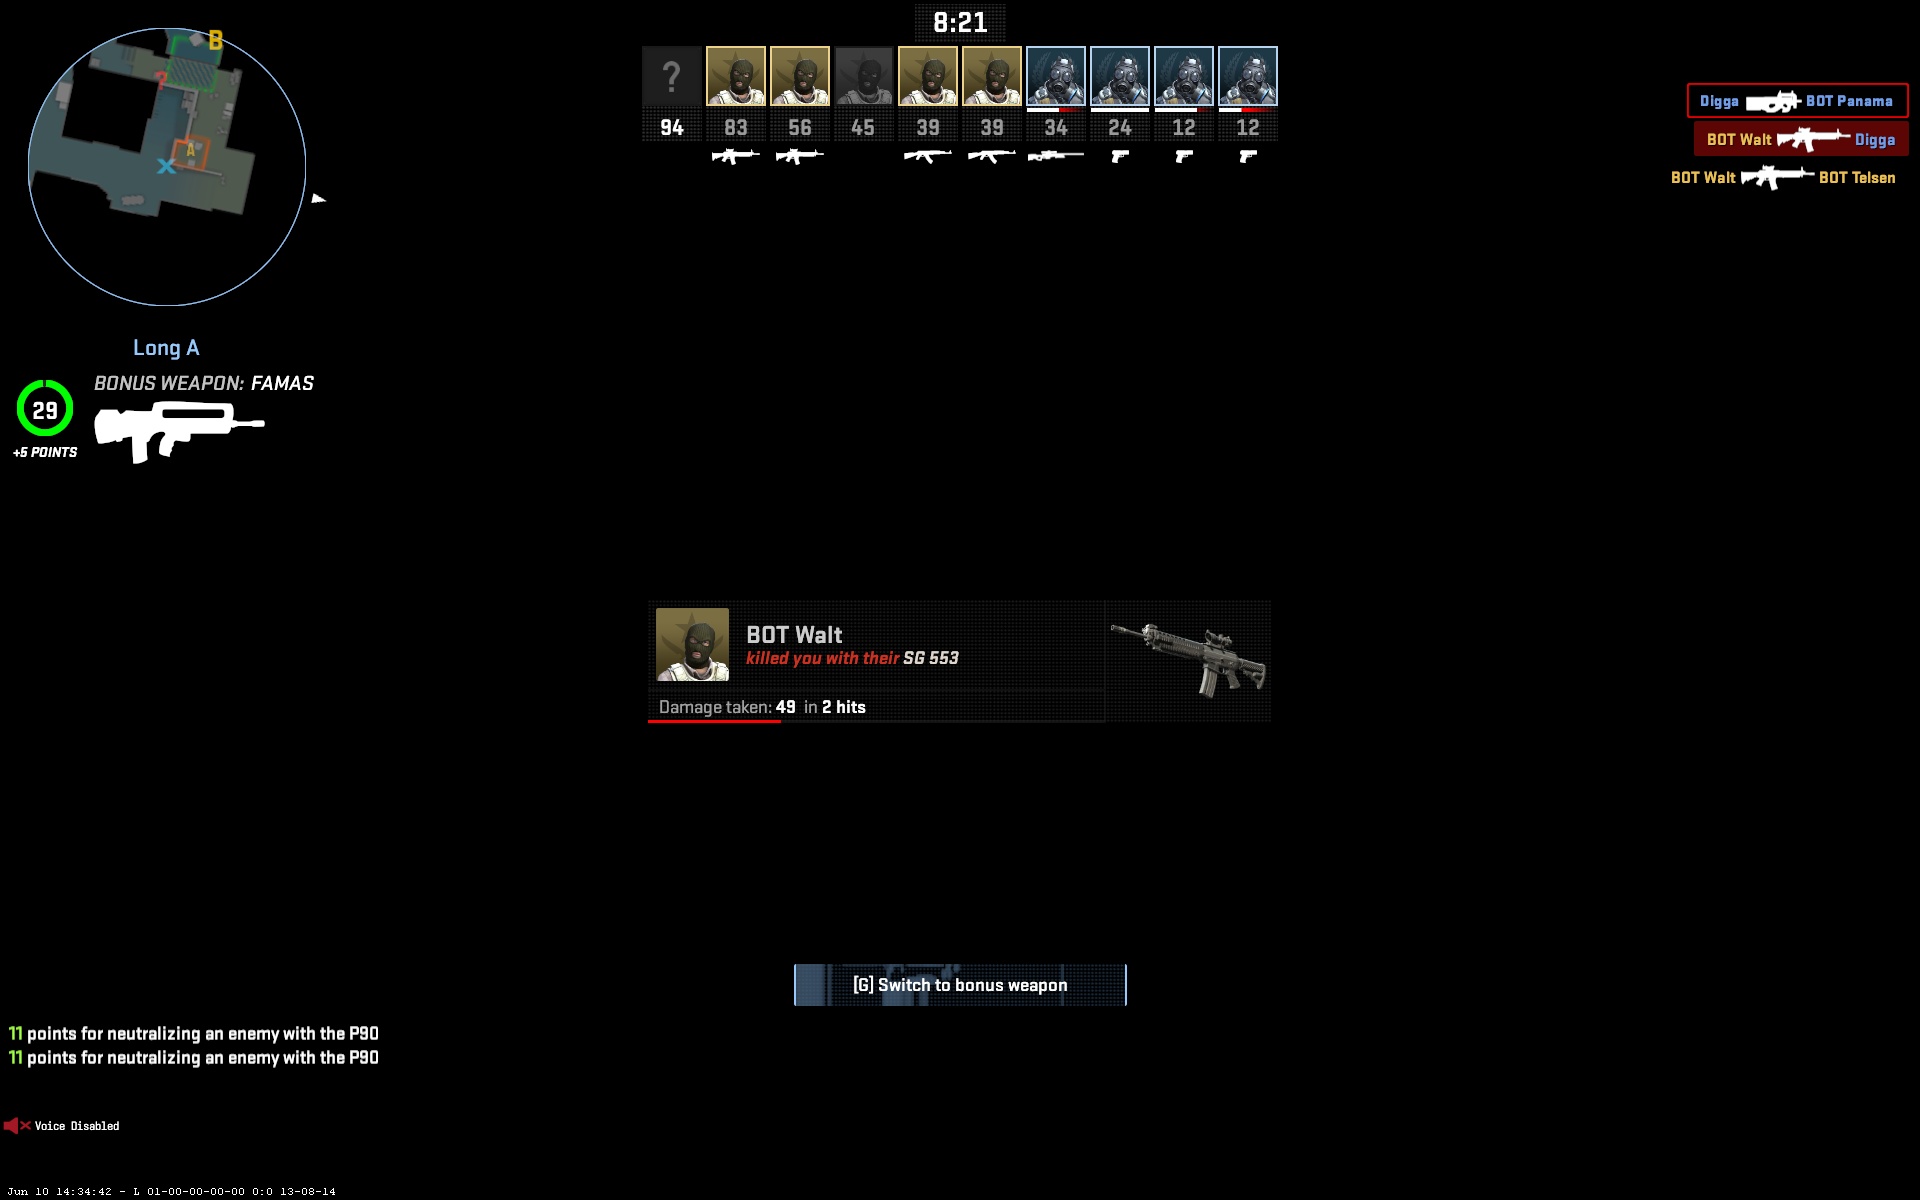 8:21
B
?
?
94 83 56 45 39 39 34 24 12 12
Digga BOT Panama
BOT Walt Digga
BOT Walt BOT Telsen
A
X
Long A
BONUS WEAPON: FAMAS
29
+5 POINTS
BOT Walt
killed you with their SG 553
Damage taken: 49 in 2 hits
[G] Switch to bonus weapon
11 points for neutralizing an enemy with the P90
11 points for neutralizing an enemy with the P90
Voice Disabled
Jun 10 14:34:42 - L 01-00-00-00-00 0:0 13-08-14